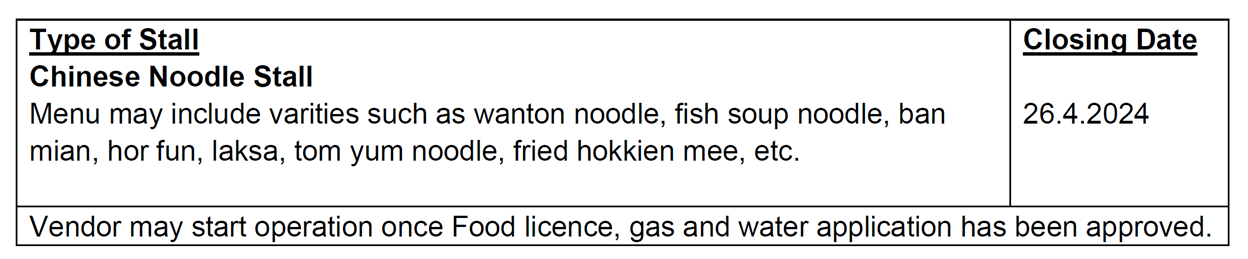 Type of Stall
Chinese Noodle Stall
Menu may include varities such as wanton noodle, fish soup noodle, ban
mian, hor fun, laksa, tom yum noodle, fried hokkien mee, etc.
Closing Date
26.4.2024
Vendor may start operation once Food licence, gas and water application has been approved.